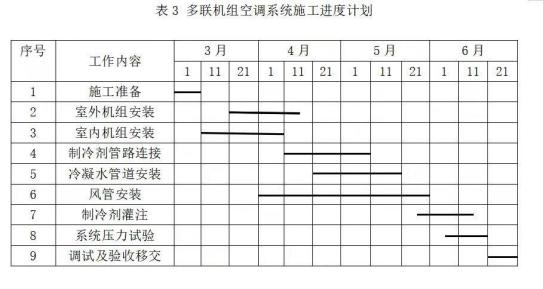 表 3 多联机组空调系统施工进度计划
序号 工作内容 3 月 4 月 5 月 6 月
1 11 21 1 11 21 1 11 21 1 11 21
1 施工准备
2 室外机组安装
3 室内机组安装
4 制冷剂管路连接
5 冷凝水管道安装
6 风管安装
7 制冷剂灌注
8 系统压力试验
9 调试及验收移交